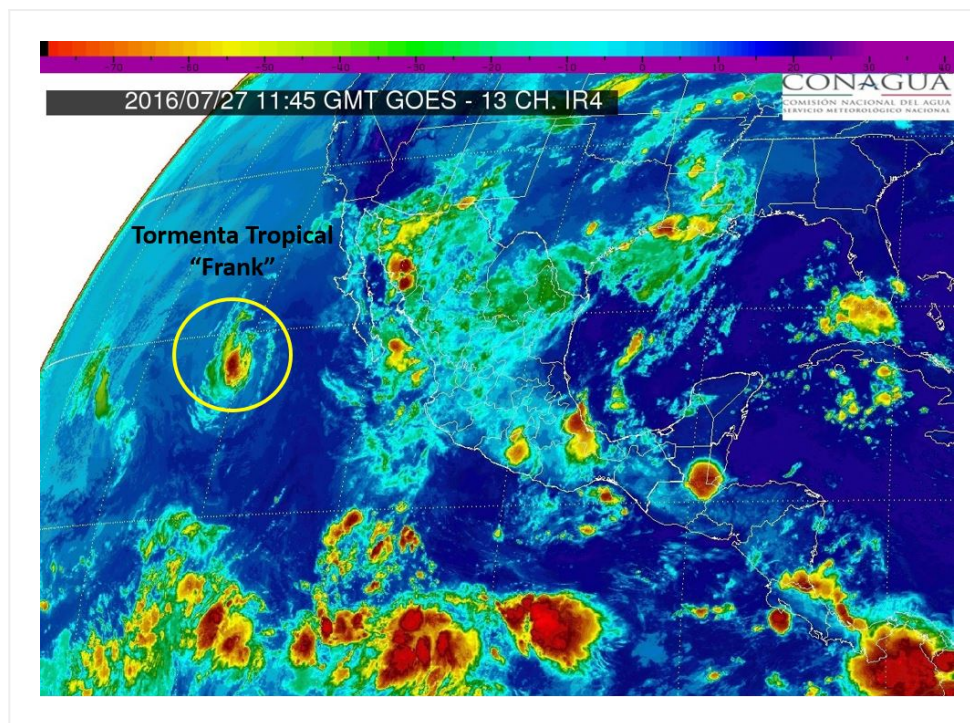 -70 -60 -50 -40 -30 -20 -10 0 10 20 30 40
2016/07/27 11:45 GMT GOES - 13 CH. IR4
CONAGUA
COMISIÓN NACIONAL DEL AGUA
SERVICIO METEOROLÓGICO NACIONAL
Tormenta Tropical
“Frank”